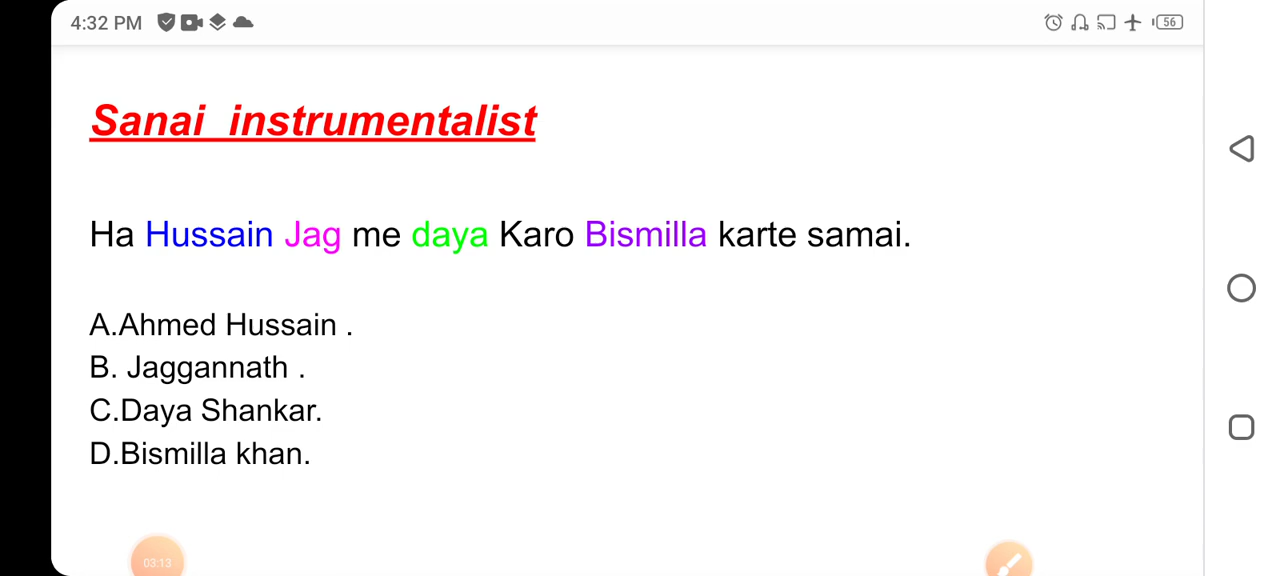 4:32 PM 56
Sanai instrumentalist
Ha Hussain Jag me daya Karo Bismilla karte samai.
A.Ahmed Hussain .
B. Jaggannath .
C.Daya Shankar.
D.Bismilla khan.
03:13